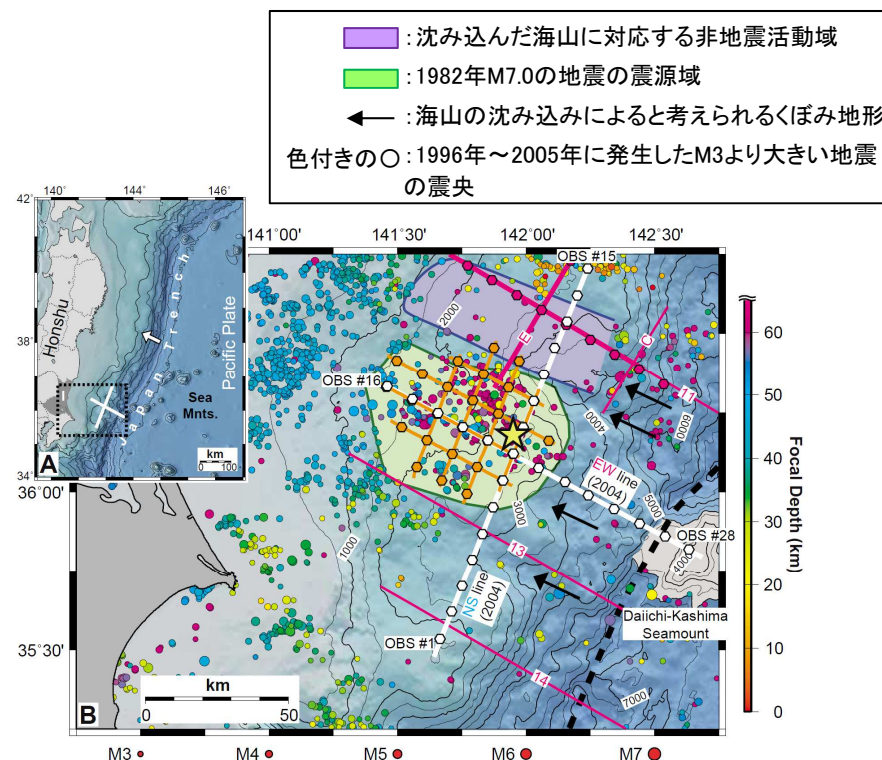 ：沈み込んだ海山に対応する非地震活動域
：1982年M7.0の地震の震源域
：海山の沈み込みによると考えられるくぼみ地形
色付きの○：1996年～2005年に発生したM3より大きい地震
の震央
140° 144° 146°
42°
38°
34°
Honshu
Japan Trench
Pacific Plate
Sea
Mnts.
km
0 100
A
141°00' 141°30' 142°00' 142°30'
OBS #15
2000
E
C
OBS #16
11
4000
6000
36°00'
EW line
(2004)
3000
5000
OBS #28
1000
4000
13
NS line
(2004)
Daiichi-Kashima
Seamount
35°30'
OBS #1
14
7000
km
0 50
B
60
50
40
30
20
10
0
Focal Depth (km)
M3 M4 M5 M6 M7